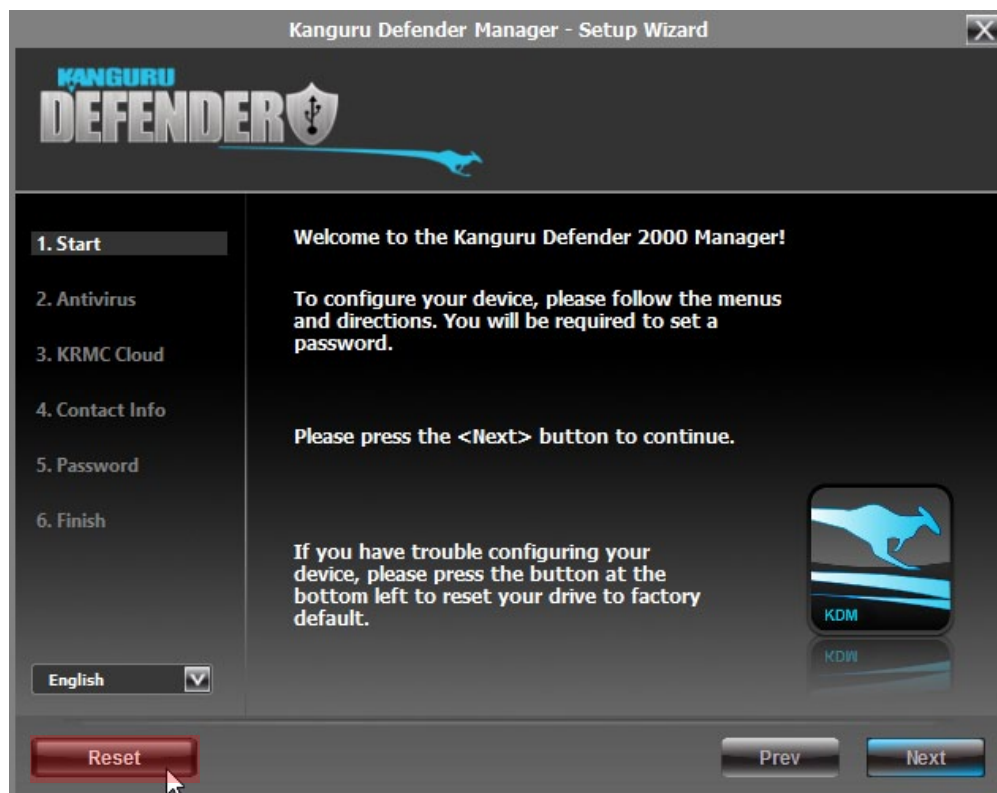 Kanguru Defender Manager - Setup Wizard
KANGURU
DEFENDER
1. Start
2. Antivirus
3. KRMC Cloud
4. Contact Info
5. Password
6. Finish
English
Welcome to the Kanguru Defender 2000 Manager!
To configure your device, please follow the menus
and directions. You will be required to set a
password.
Please press the <Next> button to continue.
If you have trouble configuring your
device, please press the button at the
bottom left to reset your drive to factory
default.
KDM
Reset
Prev
Next